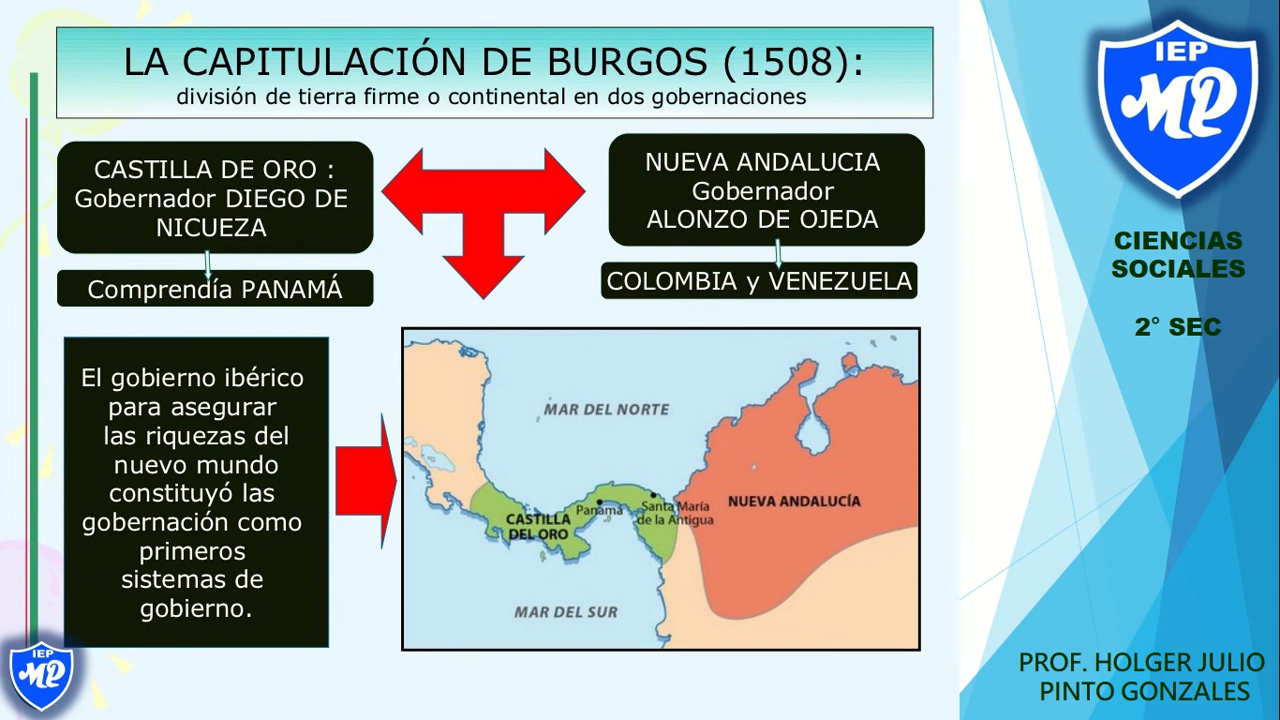 LA CAPITULACIÓN DE BURGOS (1508):
división de tierra firme o continental en dos gobernaciones
CASTILLA DE ORO :
Gobernador DIEGO DE
NICUEZA
Comprendía PANAMÁ
NUEVA ANDALUCIA
Gobernador
ALONZO DE OJEDA
COLOMBIA y VENEZUELA
El gobierno ibérico
para asegurar
las riquezas del
nuevo mundo
constituyó las
gobernación como
primeros
sistemas de
gobierno.
MAR DEL NORTE
NUEVA ANDALUCÍA
Panamá
Santa María
de la Antigua
CASTILLA
DEL ORO
MAR DEL SUR
IEP
MP
CIENCIAS
SOCIALES
2° SEC
PROF. HOLGER JULIO
PINTO GONZALES
IEP
MP